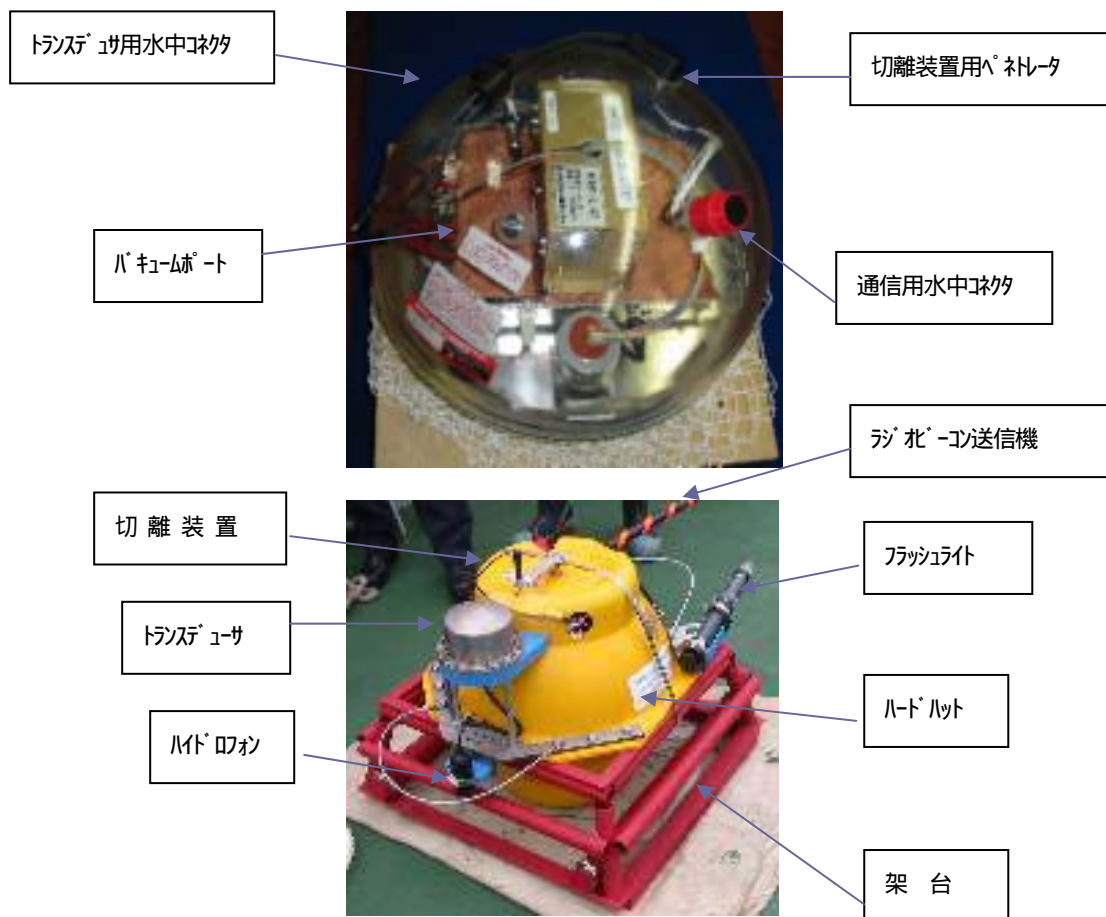 トランスデューサ用水中コネクタ
切離装置用ペネトレータ
バキュームポート
通信用水中コネクタ
ラジオビーコン送信機
切 離 装 置
フラッシュライト
トランスデューサ
ハードハット
ハイドロフォン
架　台